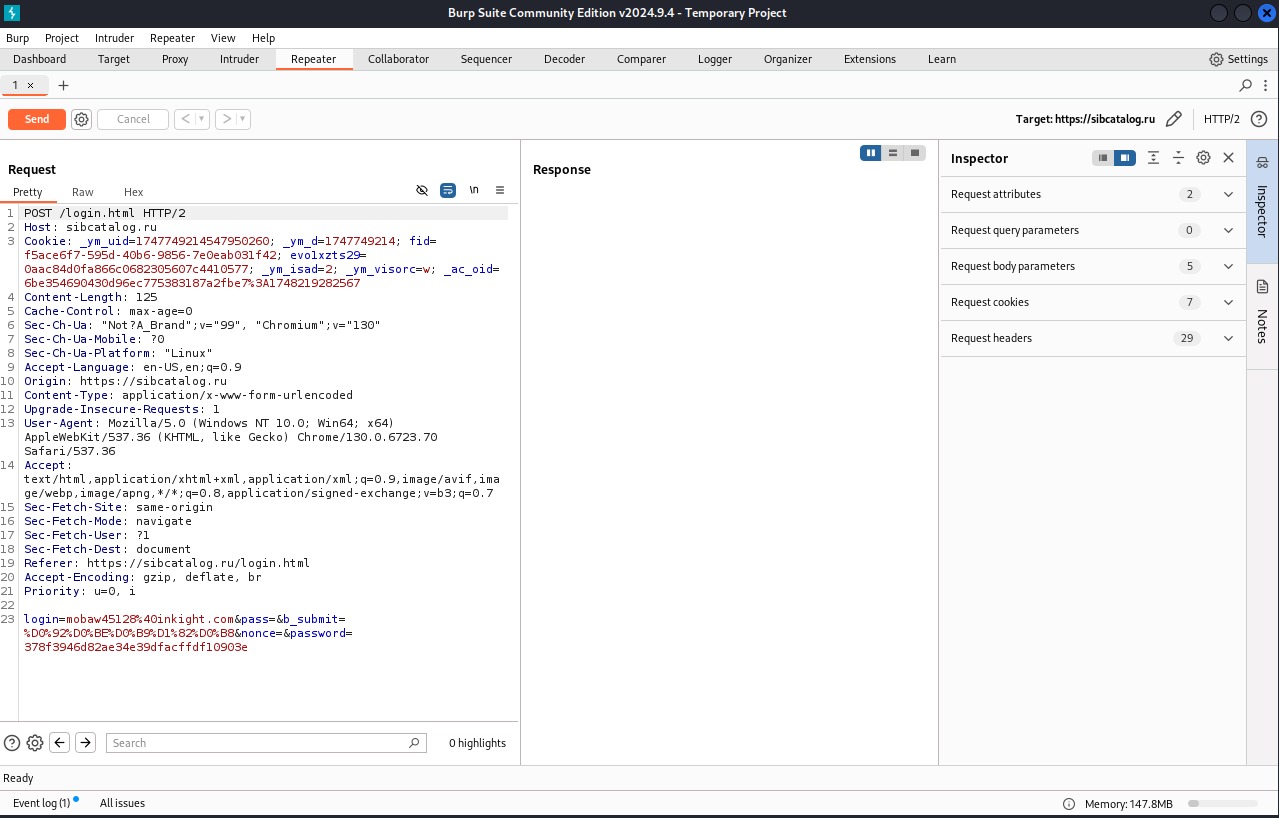 Burp Suite Community Edition v2024.9.4 - Temporary Project
Burp Project Intruder Repeater View Help
Dashboard Target Proxy Intruder Repeater Collaborator Sequencer Decoder Comparer Logger Organizer Extensions Learn Settings
1 × +
Send Cancel < > Target: https://sibcatalog.ru HTTP/2
Request
Pretty Raw Hex \n
1 POST /login.html HTTP/2
2 Host: sibcatalog.ru
3 Cookie: _ym_uid=1747749214547950260; _ym_d=1747749214; fid=
f5ace6f7-595d-40b6-9856-7e0eab031f42; evo1xzts29=
0aac84d0fa866c0682305607c4410577; _ym_isad=2; _ym_visorc=w; _ac_oid=
6be354690430d96ec775383187a2fbe7%3A1748219282567
4 Content-Length: 125
5 Cache-Control: max-age=0
6 Sec-Ch-Ua: "Not?A_Brand";v="99", "Chromium";v="130"
7 Sec-Ch-Ua-Mobile: ?0
8 Sec-Ch-Ua-Platform: "Linux"
9 Accept-Language: en-US,en;q=0.9
10 Origin: https://sibcatalog.ru
11 Content-Type: application/x-www-form-urlencoded
12 Upgrade-Insecure-Requests: 1
13 User-Agent: Mozilla/5.0 (Windows NT 10.0; Win64; x64)
AppleWebKit/537.36 (KHTML, like Gecko) Chrome/130.0.6723.70
Safari/537.36
14 Accept:
text/html,application/xhtml+xml,application/xml;q=0.9,image/avif,ima
ge/webp,image/apng,*/*;q=0.8,application/signed-exchange;v=b3;q=0.7
15 Sec-Fetch-Site: same-origin
16 Sec-Fetch-Mode: navigate
17 Sec-Fetch-User: ?1
18 Sec-Fetch-Dest: document
19 Referer: https://sibcatalog.ru/login.html
20 Accept-Encoding: gzip, deflate, br
21 Priority: u=0, i
22
23 login=mobaw45128%40inkight.com&pass=&b_submit=
%D0%92%D0%BE%D0%B9%D1%82%D0%B8&nonce=&password=
378f3946d82ae34e39dfacffdf10903e
Search 0 highlights
Response
Inspector
Request attributes 2
Request query parameters 0
Request body parameters 5
Request cookies 7
Request headers 29
Inspector
Notes
Ready
Event log (1) All issues Memory: 147.8MB